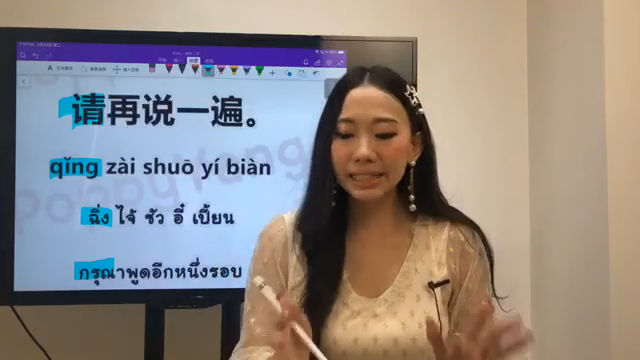 请再说一遍。
qǐng zài shuō yí biàn
ฉิ่ง ไจ้ ชัว อี๋ เปี้ยน
กรุณาพูดอีกหนึ่งรอบ